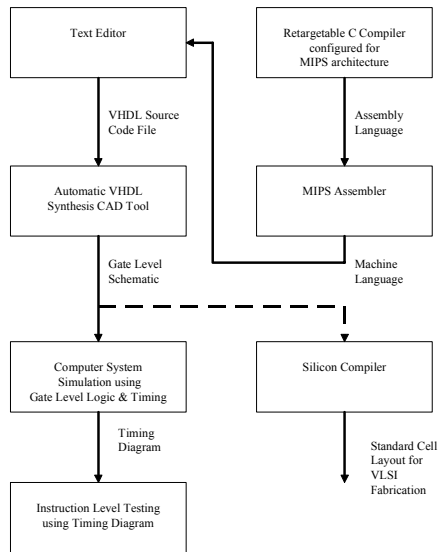 Text Editor
Retargetable C Compiler
configured for
MIPS architecture
VHDL Source
Code File
Assembly
Language
Automatic VHDL
Synthesis CAD Tool
MIPS Assembler
Gate Level
Schematic
Machine
Language
Computer System
Simulation using
Gate Level Logic & Timing
Silicon Compiler
Timing
Diagram
Standard Cell
Layout for
VLSI
Fabrication
Instruction Level Testing
using Timing Diagram